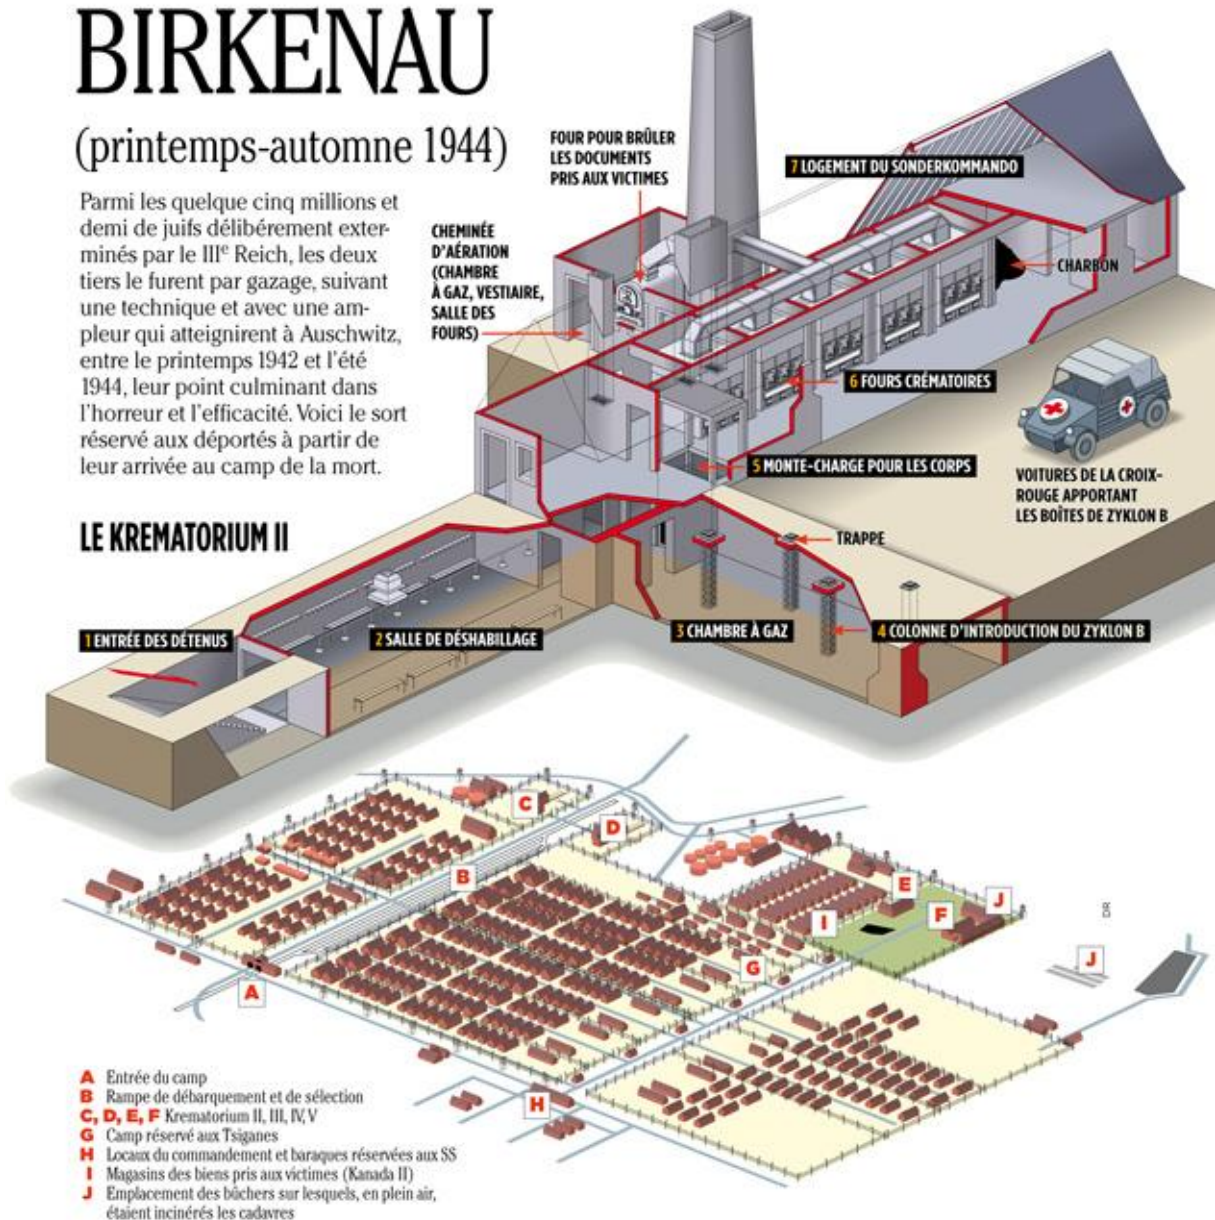 BIRKENAU
(printemps-automne 1944)
Parmi les quelque cinq millions et
demi de juifs délibérément exter-
minés par le IIIe Reich, les deux
tiers le furent par gazage, suivant
une technique et avec une am-
pleur qui atteignirent à Auschwitz,
entre le printemps 1942 et l'été
1944, leur point culminant dans
l'horreur et l'efficacité. Voici le sort
réservé aux déportés à partir de
leur arrivée au camp de la mort.
LE KREMATORIUM II
FOUR POUR BRÛLER
LES DOCUMENTS
PRIS AUX VICTIMES
CHEMINÉE
D'AÉRATION
(CHAMBRE
À GAZ, VESTIAIRE,
SALLE DES
FOURS)
7 LOGEMENT DU SONDERKOMMANDO
CHARBON
6 FOURS CRÉMATOIRES
5 MONTE-CHARGE POUR LES CORPS
VOITURES DE LA CROIX-
ROUGE APPORTANT
LES BOÎTES DE ZYKLON B
TRAPPE
1 ENTRÉE DES DÉTENUS
2 SALLE DE DÉSHABILLAGE
3 CHAMBRE À GAZ
4 COLONNE D'INTRODUCTION DU ZYKLON B
C
D
B
E
J
F
I
DR
J
G
A
H
A Entrée du camp
B Rampe de débarquement et de sélection
C, D, E, F Krematorium II, III, IV, V
G Camp réservé aux Tsiganes
H Locaux du commandement et baraques réservées aux SS
I Magasins des biens pris aux victimes (Kanada II)
J Emplacement des bûchers sur lesquels, en plein air,
étaient incinérés les cadavres